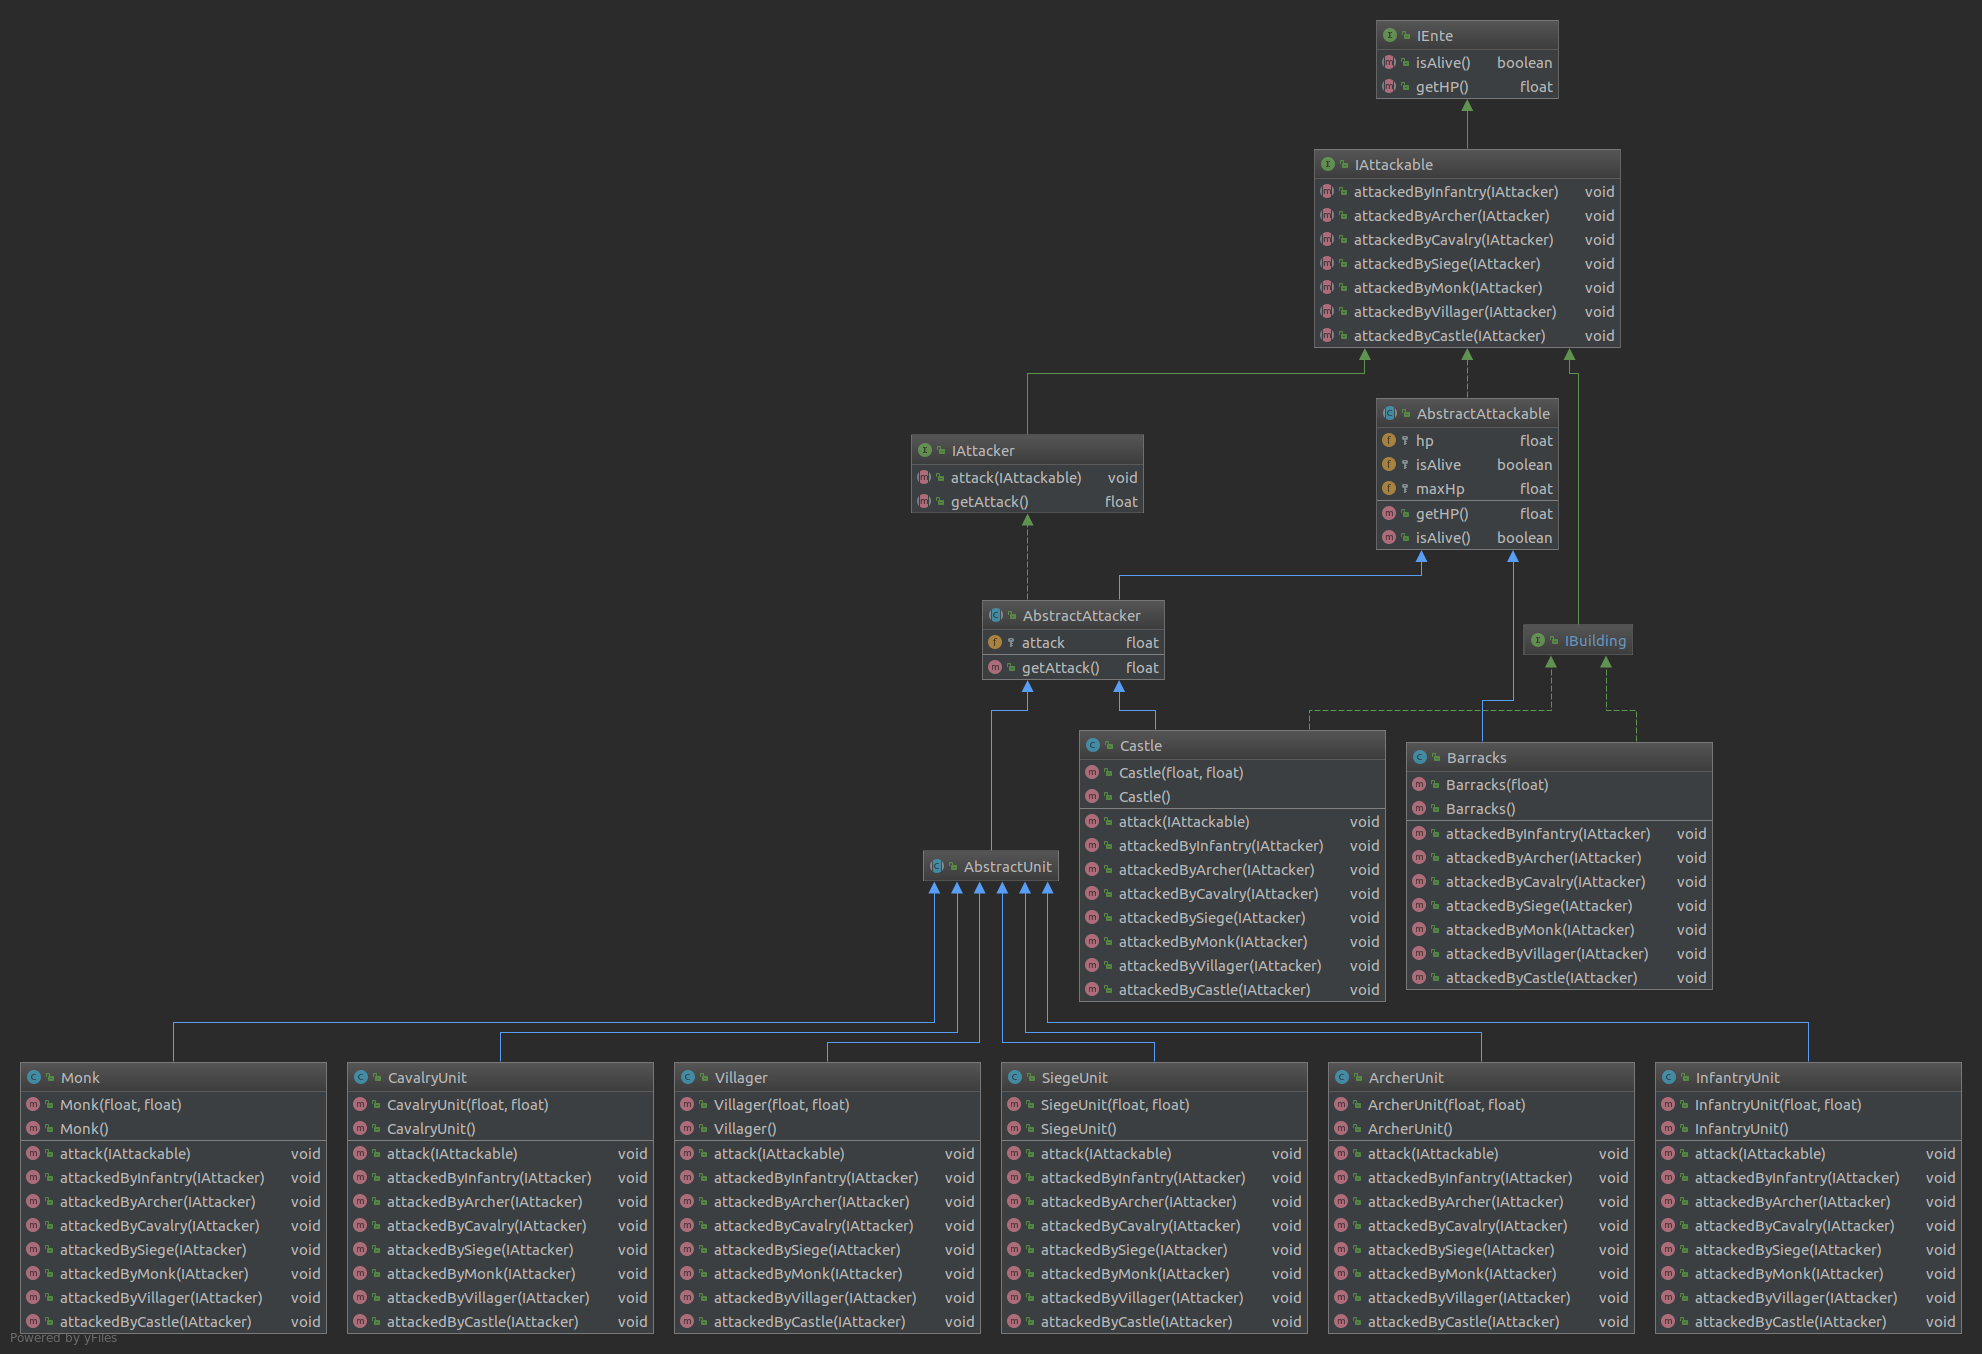 IEnte
isAlive() boolean
getHP() float
IAttackable
attackedByInfantry(IAttacker) void
attackedByArcher(IAttacker) void
attackedByCavalry(IAttacker) void
attackedBySiege(IAttacker) void
attackedByMonk(IAttacker) void
attackedByVillager(IAttacker) void
attackedByCastle(IAttacker) void
IAttacker
attack(IAttackable) void
getAttack() float
AbstractAttackable
hp float
isAlive boolean
maxHp float
getHP() float
isAlive() boolean
AbstractAttacker
attack float
getAttack() float
IBuilding
Castle
Castle(float, float)
Castle()
attack(IAttackable) void
attackedByInfantry(IAttacker) void
attackedByArcher(IAttacker) void
attackedByCavalry(IAttacker) void
attackedBySiege(IAttacker) void
attackedByMonk(IAttacker) void
attackedByVillager(IAttacker) void
attackedByCastle(IAttacker) void
Barracks
Barracks(float)
Barracks()
attackedByInfantry(IAttacker) void
attackedByArcher(IAttacker) void
attackedByCavalry(IAttacker) void
attackedBySiege(IAttacker) void
attackedByMonk(IAttacker) void
attackedByVillager(IAttacker) void
attackedByCastle(IAttacker) void
AbstractUnit
Monk
Monk(float, float)
Monk()
attack(IAttackable) void
attackedByInfantry(IAttacker) void
attackedByArcher(IAttacker) void
attackedByCavalry(IAttacker) void
attackedBySiege(IAttacker) void
attackedByMonk(IAttacker) void
attackedByVillager(IAttacker) void
attackedByCastle(IAttacker) void
CavalryUnit
CavalryUnit(float, float)
CavalryUnit()
attack(IAttackable) void
attackedByInfantry(IAttacker) void
attackedByArcher(IAttacker) void
attackedByCavalry(IAttacker) void
attackedBySiege(IAttacker) void
attackedByMonk(IAttacker) void
attackedByVillager(IAttacker) void
attackedByCastle(IAttacker) void
Villager
Villager(float, float)
Villager()
attack(IAttackable) void
attackedByInfantry(IAttacker) void
attackedByArcher(IAttacker) void
attackedByCavalry(IAttacker) void
attackedBySiege(IAttacker) void
attackedByMonk(IAttacker) void
attackedByVillager(IAttacker) void
attackedByCastle(IAttacker) void
SiegeUnit
SiegeUnit(float, float)
SiegeUnit()
attack(IAttackable) void
attackedByInfantry(IAttacker) void
attackedByArcher(IAttacker) void
attackedByCavalry(IAttacker) void
attackedBySiege(IAttacker) void
attackedByMonk(IAttacker) void
attackedByVillager(IAttacker) void
attackedByCastle(IAttacker) void
ArcherUnit
ArcherUnit(float, float)
ArcherUnit()
attack(IAttackable) void
attackedByInfantry(IAttacker) void
attackedByArcher(IAttacker) void
attackedByCavalry(IAttacker) void
attackedBySiege(IAttacker) void
attackedByMonk(IAttacker) void
attackedByVillager(IAttacker) void
attackedByCastle(IAttacker) void
InfantryUnit
InfantryUnit(float, float)
InfantryUnit()
attack(IAttackable) void
attackedByInfantry(IAttacker) void
attackedByArcher(IAttacker) void
attackedByCavalry(IAttacker) void
attackedBySiege(IAttacker) void
attackedByMonk(IAttacker) void
attackedByVillager(IAttacker) void
attackedByCastle(IAttacker) void
Powered by yFiles